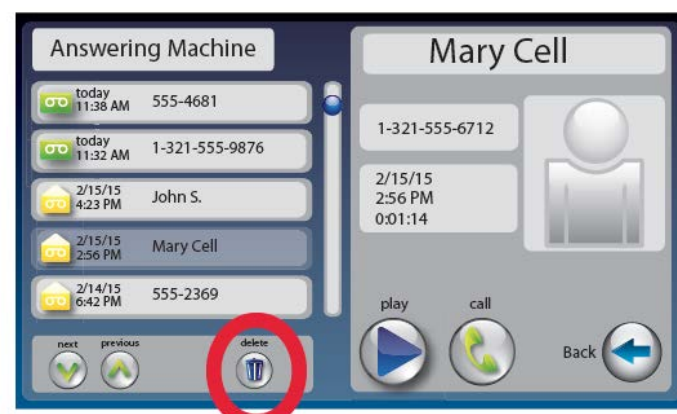 Answering Machine
today
11:38 AM
555-4681
today
11:32 AM
1-321-555-9876
2/15/15
4:23 PM
John S.
2/15/15
2:56 PM
Mary Cell
2/14/15
6:42 PM
555-2369
next
previous
delete
Mary Cell
1-321-555-6712
2/15/15
2:56 PM
0:01:14
play
call
Back